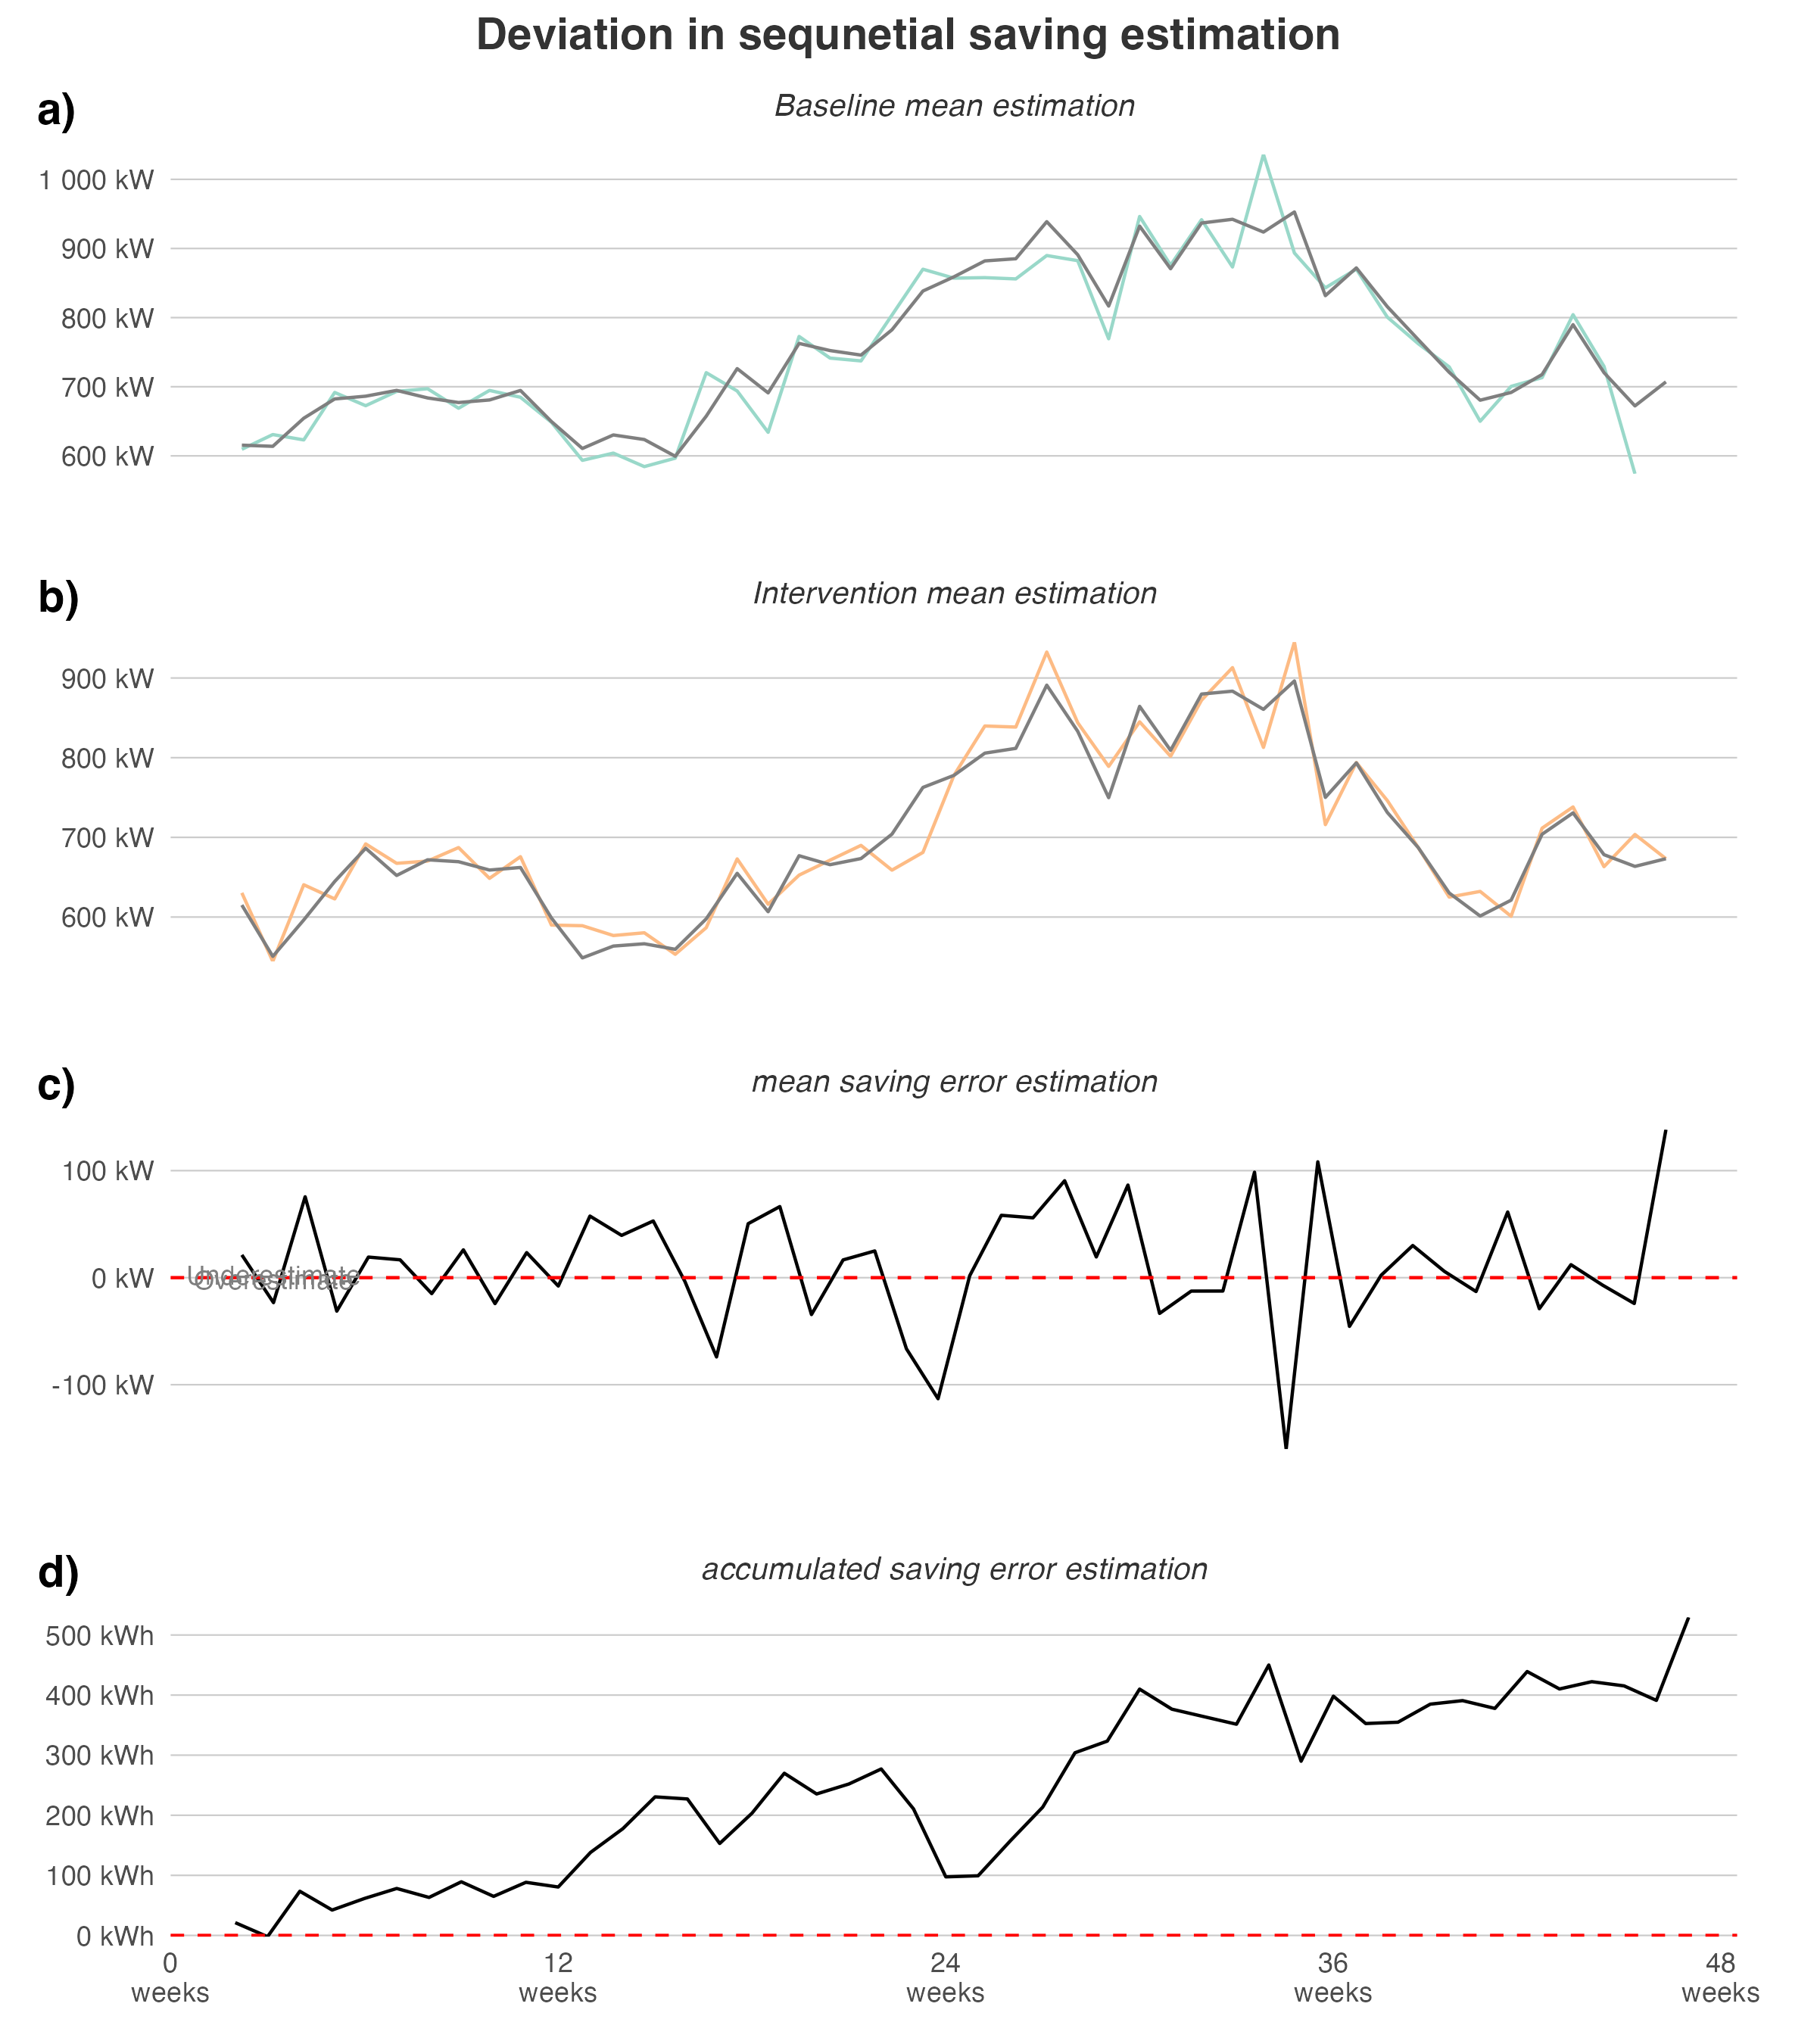 Deviation in sequnetial saving estimation
a)
Baseline mean estimation
1 000 kW
900 kW
800 kW
700 kW
600 kW
b)
Intervention mean estimation
900 kW
800 kW
700 kW
600 kW
c)
mean saving error estimation
100 kW
Underestimate
0 kW
Overestimate
-100 kW
d)
accumulated saving error estimation
500 kWh
400 kWh
300 kWh
200 kWh
100 kWh
0 kWh
0 12 24 36 48
weeks weeks weeks weeks weeks